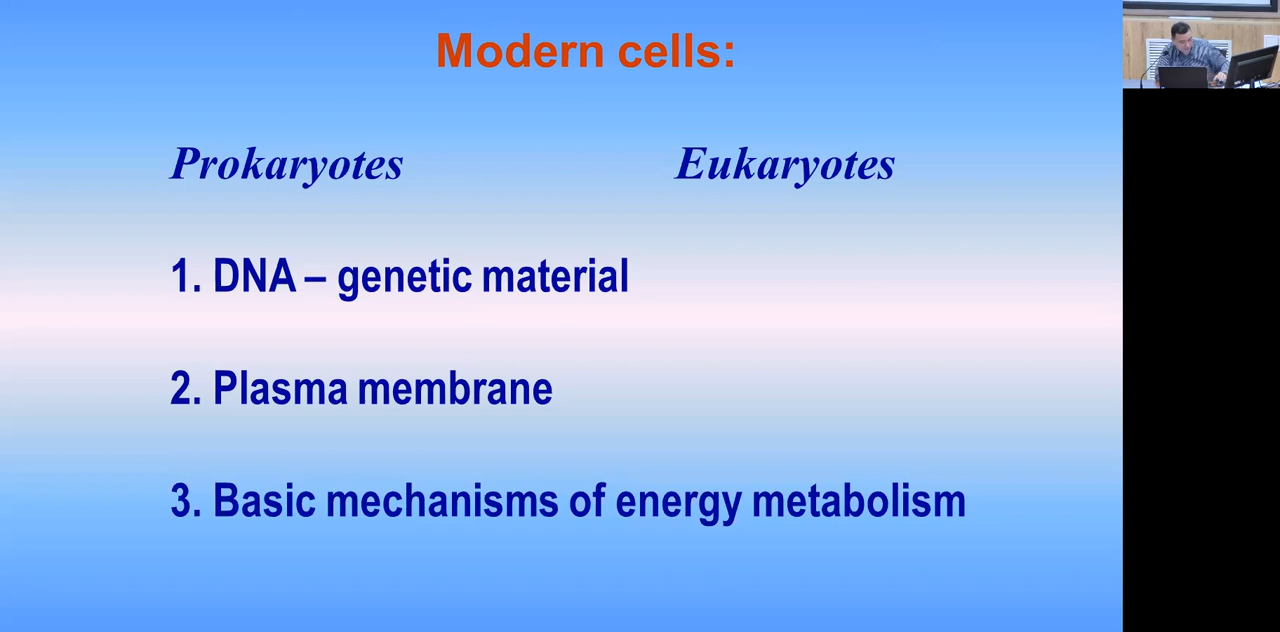 Modern cells:
Prokaryotes Eukaryotes
1. DNA – genetic material
2. Plasma membrane
3. Basic mechanisms of energy metabolism